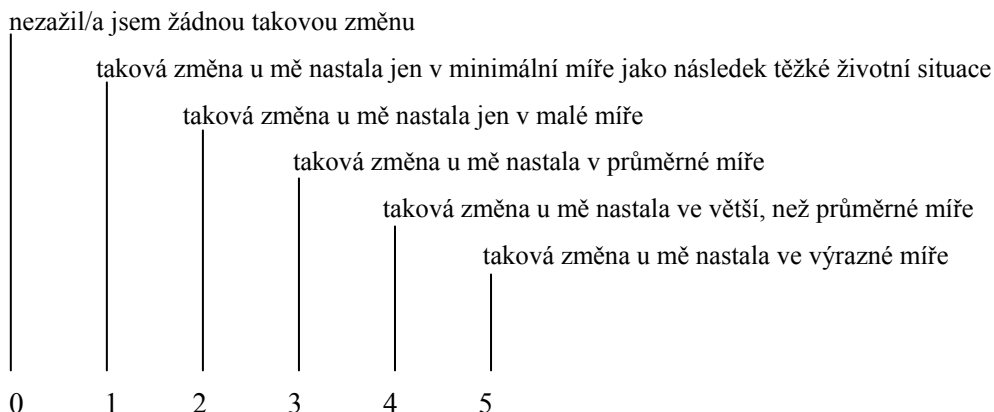 nezažil/a jsem žádnou takovou změnu
taková změna u mě nastala jen v minimální míře jako následek těžké životní situace
taková změna u mě nastala jen v malé míře
taková změna u mě nastala v průměrné míře
taková změna u mě nastala ve větší, než průměrné míře
taková změna u mě nastala ve výrazné míře
0 1 2 3 4 5